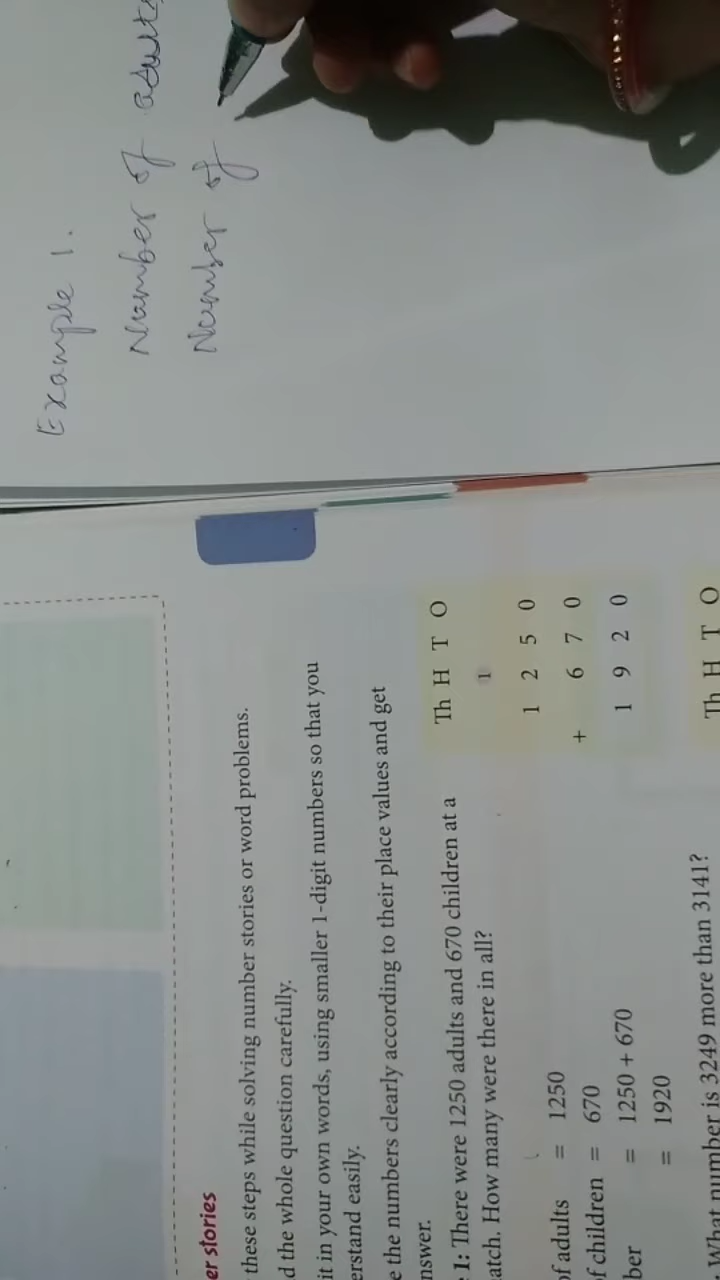 Example 1.
Number of adults
Number of
er stories
these steps while solving number stories or word problems.
d the whole question carefully.
it in your own words, using smaller 1-digit numbers so that you
erstand easily.
e the numbers clearly according to their place values and get
nswer.
1: There were 1250 adults and 670 children at a
atch. How many were there in all?
f adults = 1250
f children = 670
ber = 1250 + 670
= 1920
Th H T O
1
1 2 5 0
+ 6 7 0
1 9 2 0
What number is 3249 more than 3141?
Th H T O